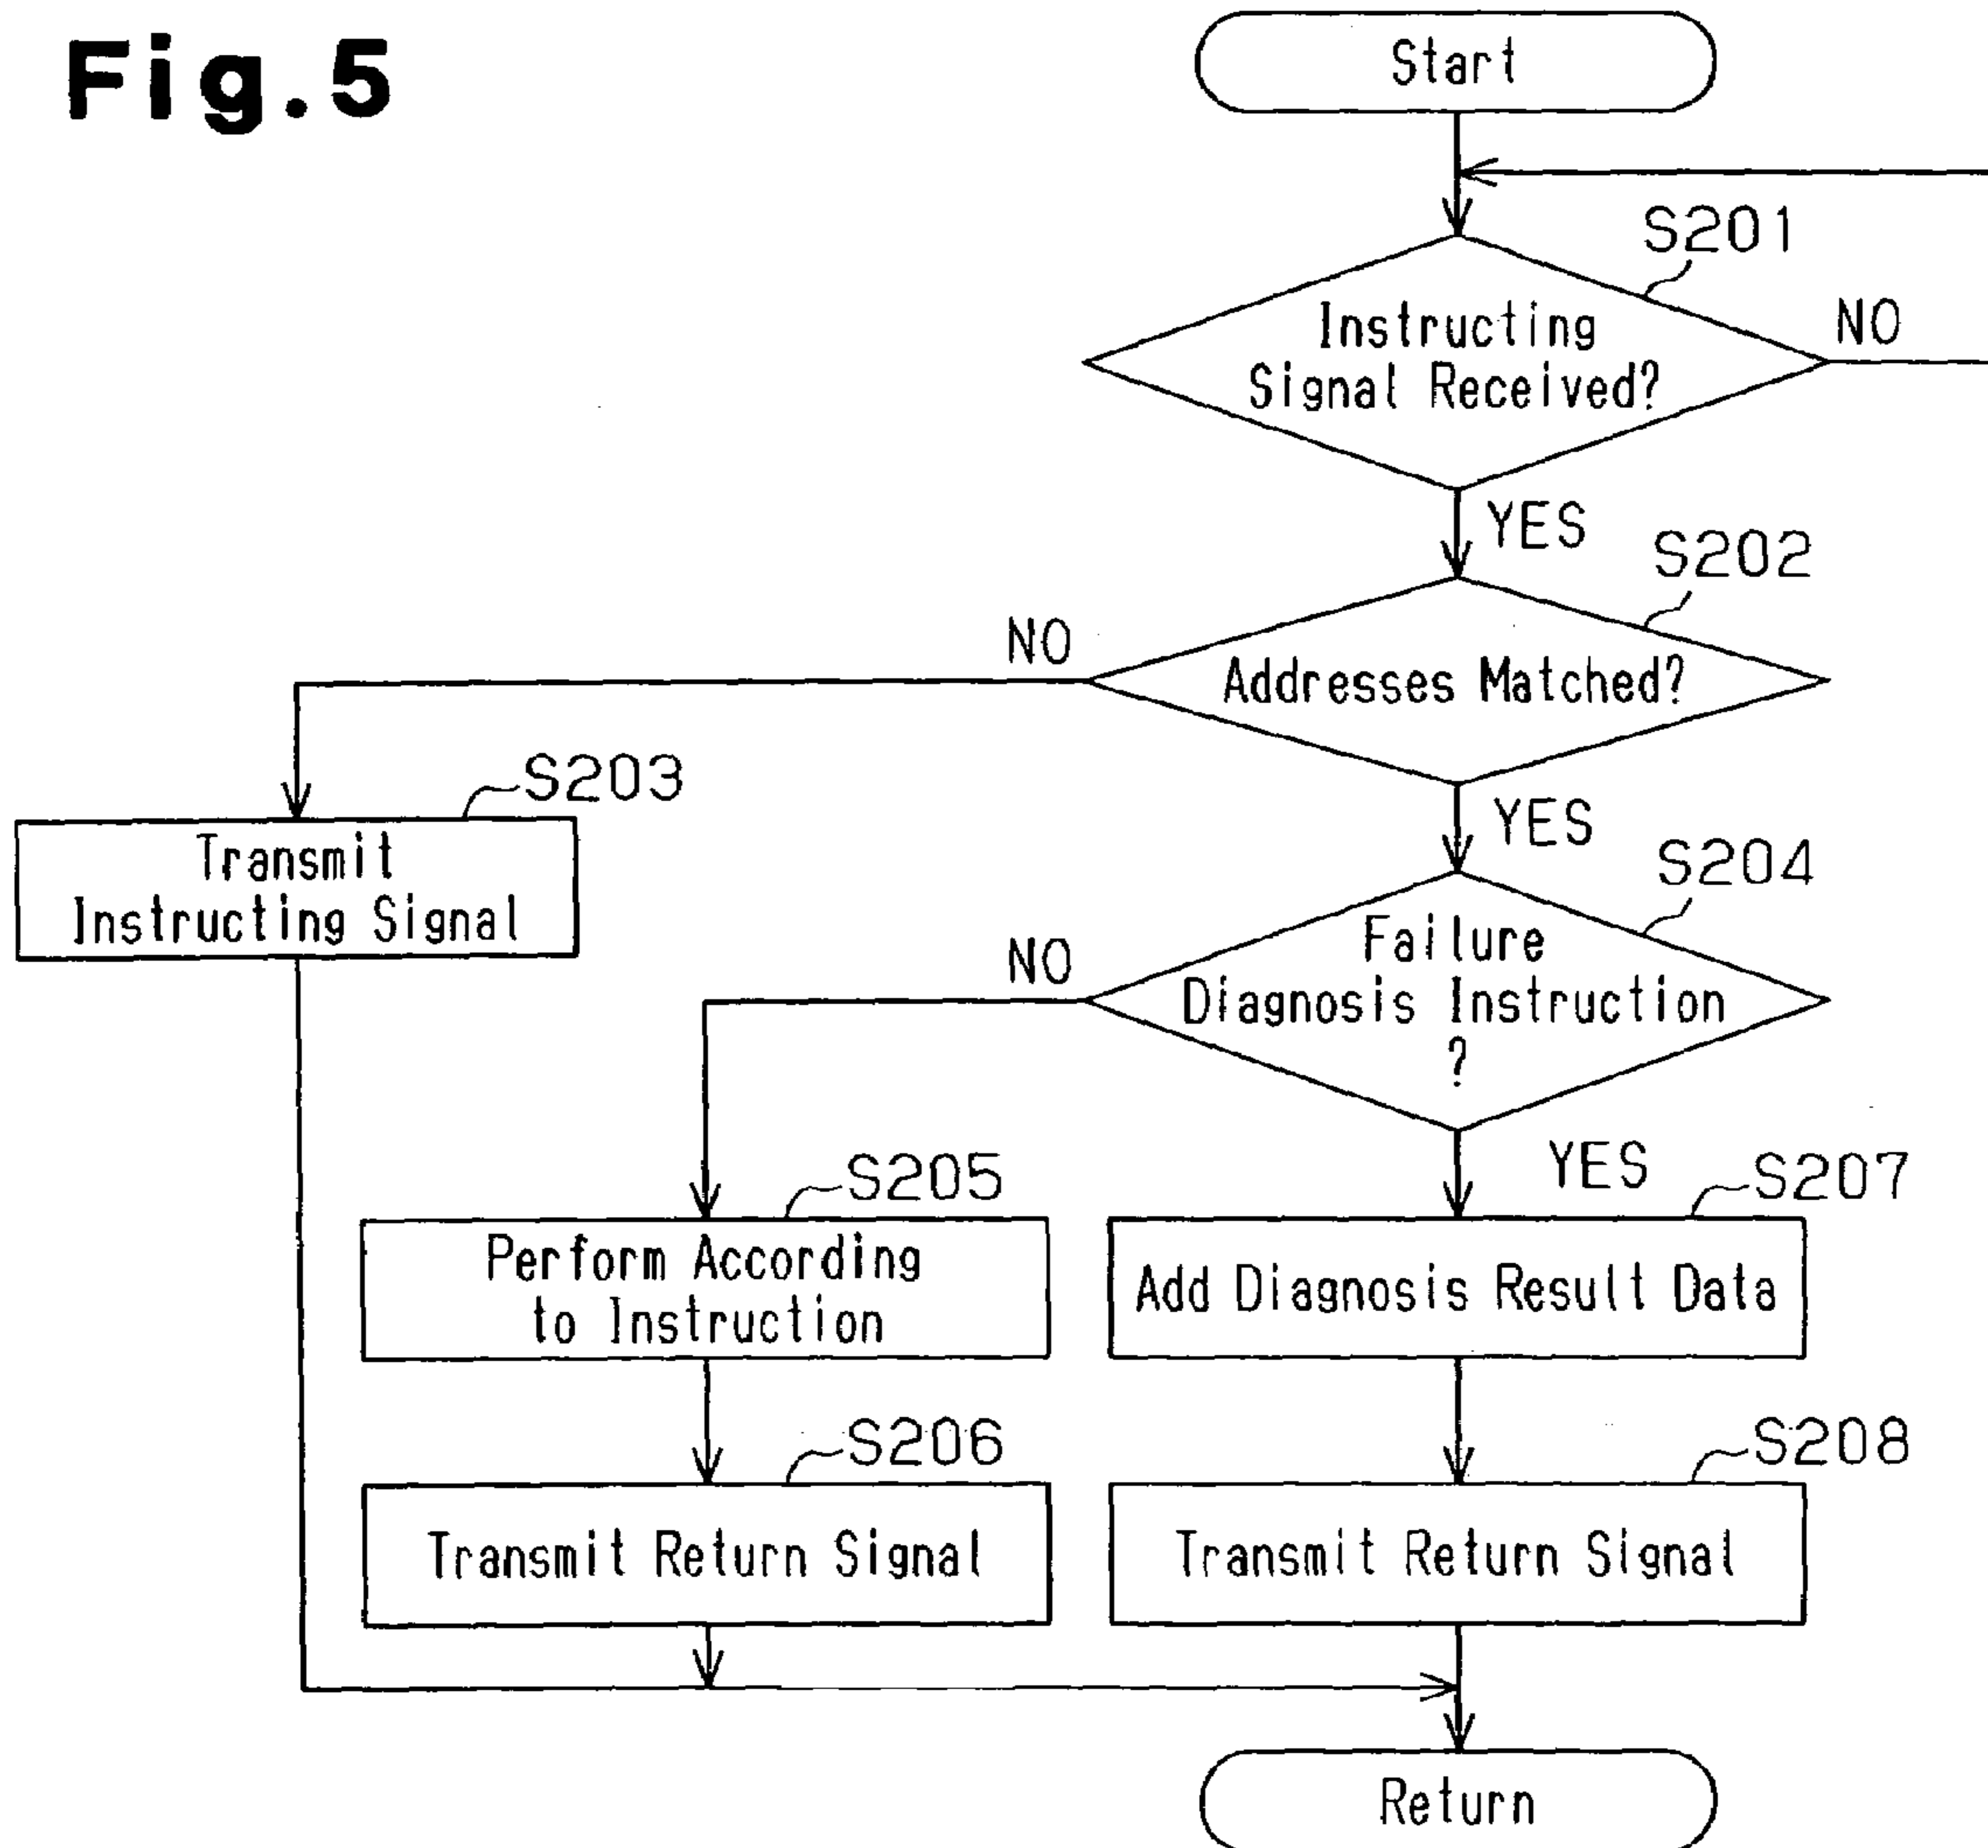 Fig.5
Start
S201
Instructing
Signal Received?
NO
YES
S202
NO
Addresses Matched?
S203
YES
Transmit
Instructing Signal
S204
NO
Failure
Diagnosis Instruction
?
YES
S205
S207
Perform According
to Instruction
Add Diagnosis Result Data
S206
S208
Transmit Return Signal
Transmit Return Signal
Return